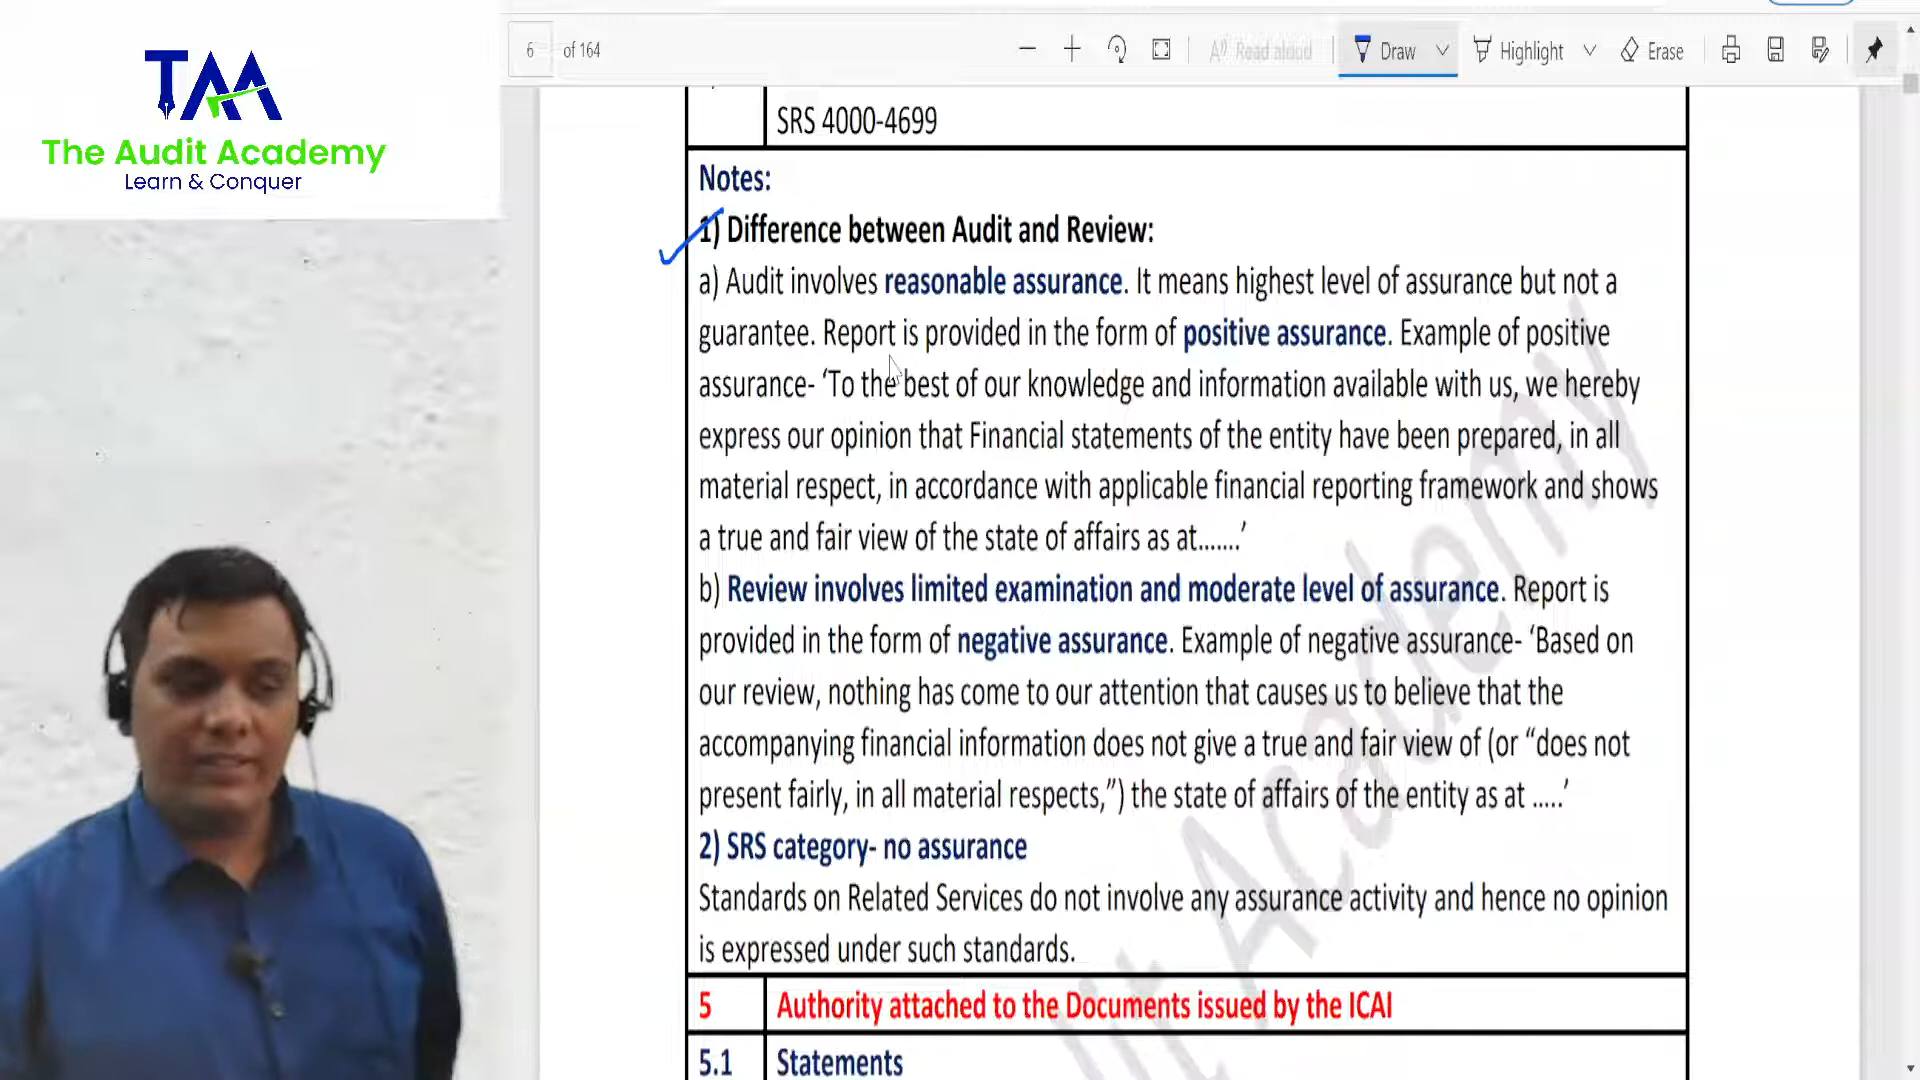 TAA
The Audit Academy
Learn & Conquer
6 of 164
Read aloud
Draw
Highlight
Erase
SRS 4000-4699
Notes:
1) Difference between Audit and Review:
a) Audit involves reasonable assurance. It means highest level of assurance but not a
guarantee. Report is provided in the form of positive assurance. Example of positive
assurance- ‘To the best of our knowledge and information available with us, we hereby
express our opinion that Financial statements of the entity have been prepared, in all
material respect, in accordance with applicable financial reporting framework and shows
a true and fair view of the state of affairs as at.......’
b) Review involves limited examination and moderate level of assurance. Report is
provided in the form of negative assurance. Example of negative assurance- ‘Based on
our review, nothing has come to our attention that causes us to believe that the
accompanying financial information does not give a true and fair view of (or “does not
present fairly, in all material respects,”) the state of affairs of the entity as at .....’
2) SRS category- no assurance
Standards on Related Services do not involve any assurance activity and hence no opinion
is expressed under such standards.
5 Authority attached to the Documents issued by the ICAI
5.1 Statements